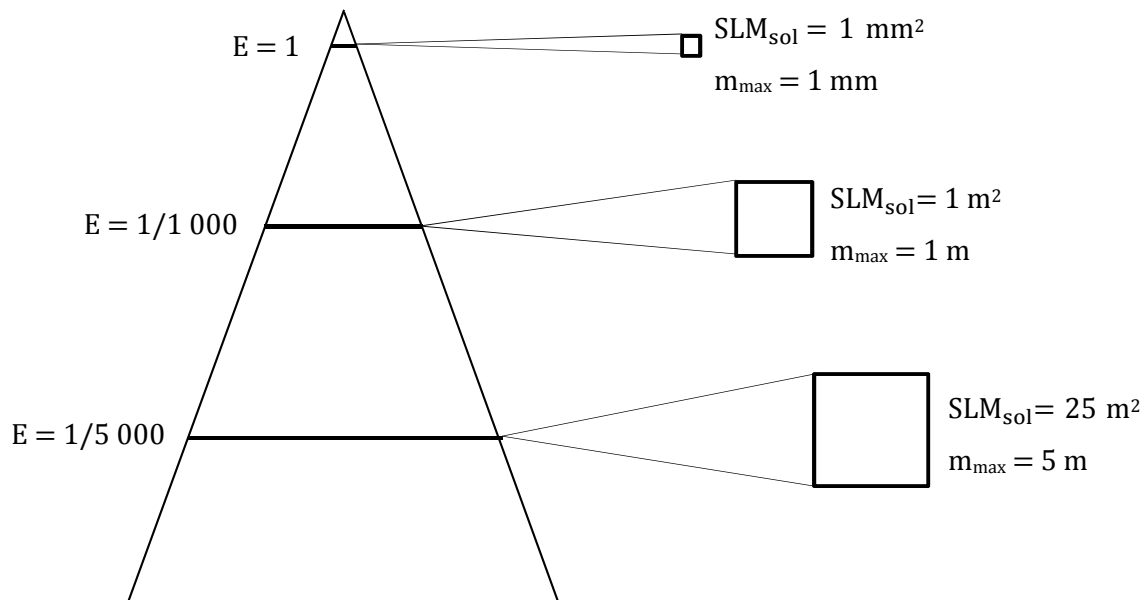 E = 1
SLMsol = 1 mm²
mmax = 1 mm
E = 1/1 000
SLMsol= 1 m²
mmax = 1 m
E = 1/5 000
SLMsol= 25 m²
mmax = 5 m